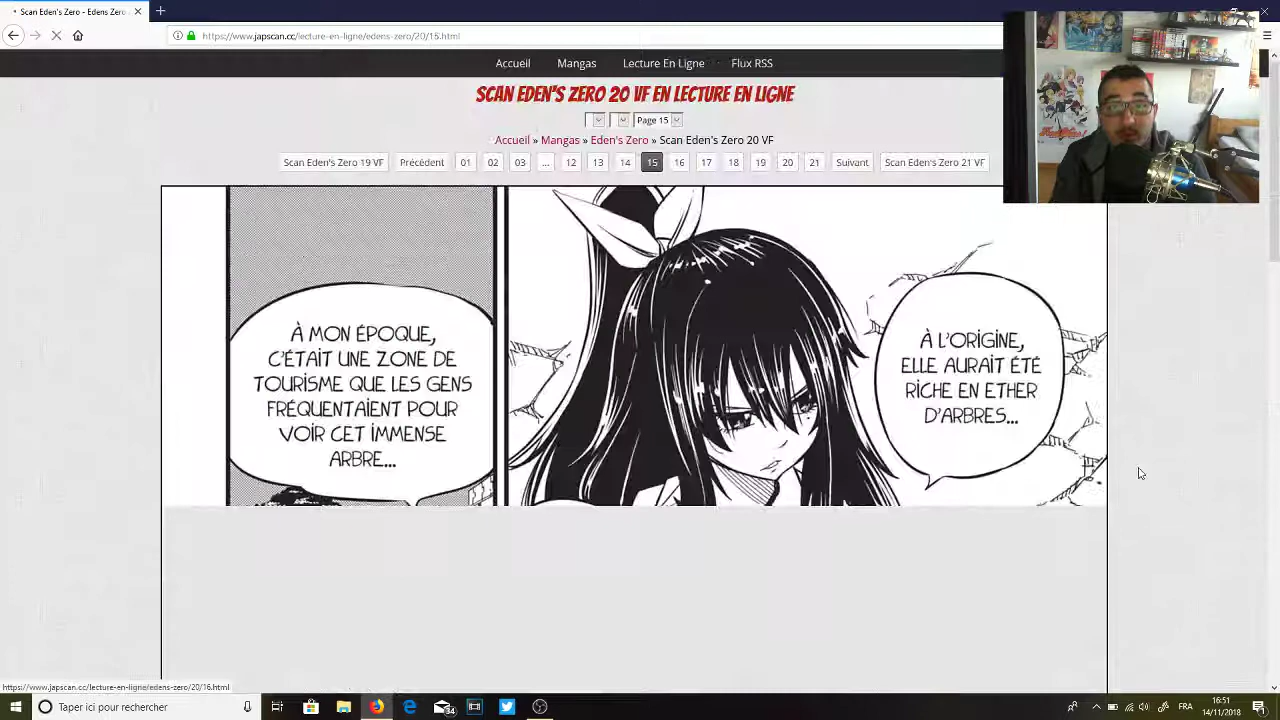 Scan Eden's Zero - Edens Zero
https://www.japscan.cc/lecture-en-ligne/edens-zero/20/15.html
Accueil Mangas Lecture En Ligne Flux RSS
SCAN EDEN'S ZERO 20 VF EN LECTURE EN LIGNE
Page 15
Accueil » Mangas » Eden's Zero » Scan Eden's Zero 20 VF
Scan Eden's Zero 19 VF Précédent 01 02 03 ... 12 13 14 15 16 17 18 19 20 21 Suivant Scan Eden's Zero 21 VF
À L'ORIGINE,
ELLE AURAIT ÉTÉ
RICHE EN ETHER
D'ARBRES...
À MON ÉPOQUE,
C'ÉTAIT UNE ZONE DE
TOURISME QUE LES GENS
FRÉQUENTAIENT POUR
VOIR CET IMMENSE
ARBRE...
https://www.japscan.cc/lecture-en-ligne/edens-zero/20/16.html
Taper ici pour rechercher
FRA
16:51
14/11/2018